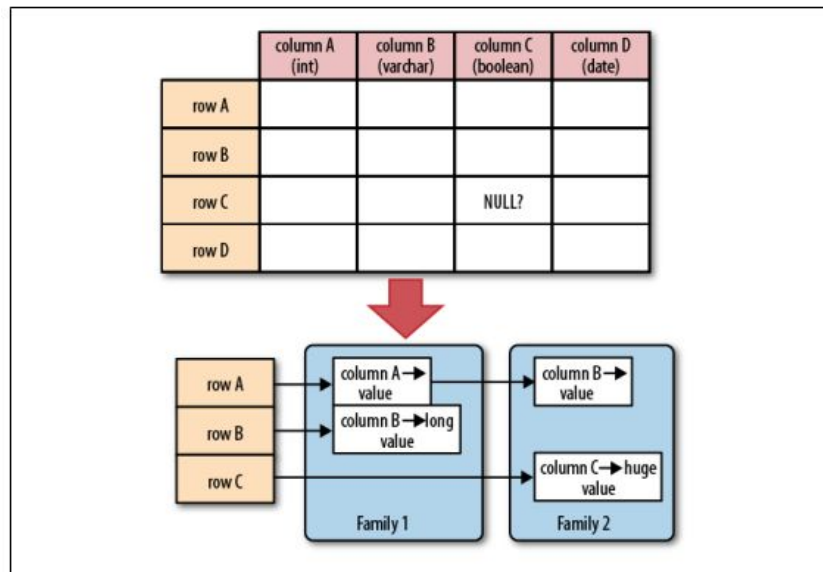 column A
(int)
column B
(varchar)
column C
(boolean)
column D
(date)
row A
row B
row C
NULL?
row D
row A
column A→
value
column B→
value
row B
column B→long
value
row C
column C→huge
value
Family 1
Family 2